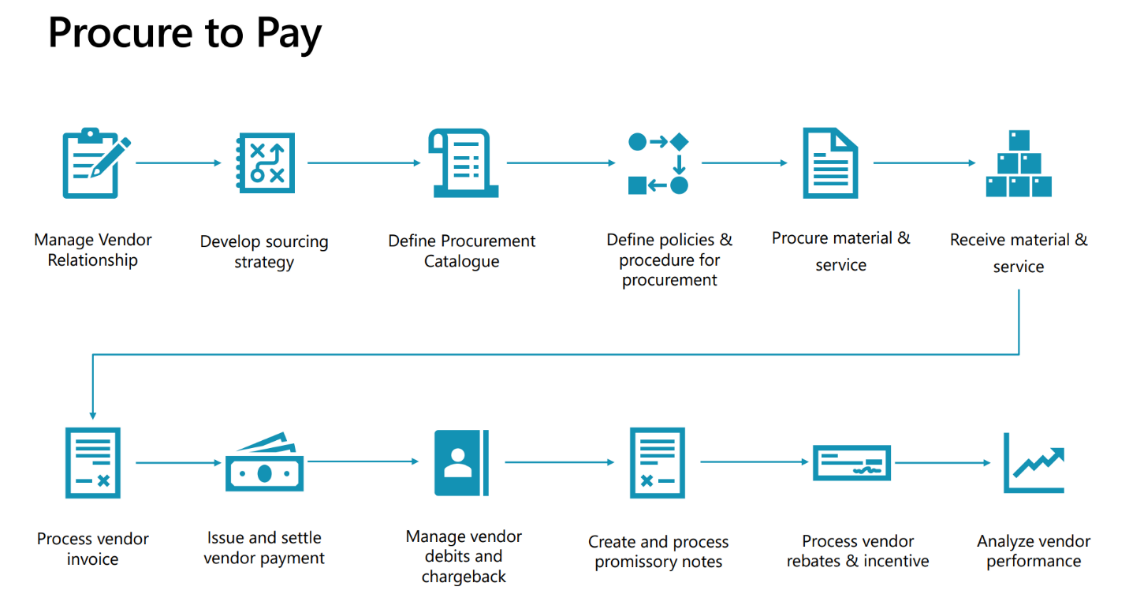 Procure to Pay
Manage Vendor
Relationship
Develop sourcing
strategy
Define Procurement
Catalogue
Define policies &
procedure for
procurement
Procure material &
service
Receive material &
service
Process vendor
invoice
Issue and settle
vendor payment
Manage vendor
debits and
chargeback
Create and process
promissory notes
Process vendor
rebates & incentive
Analyze vendor
performance